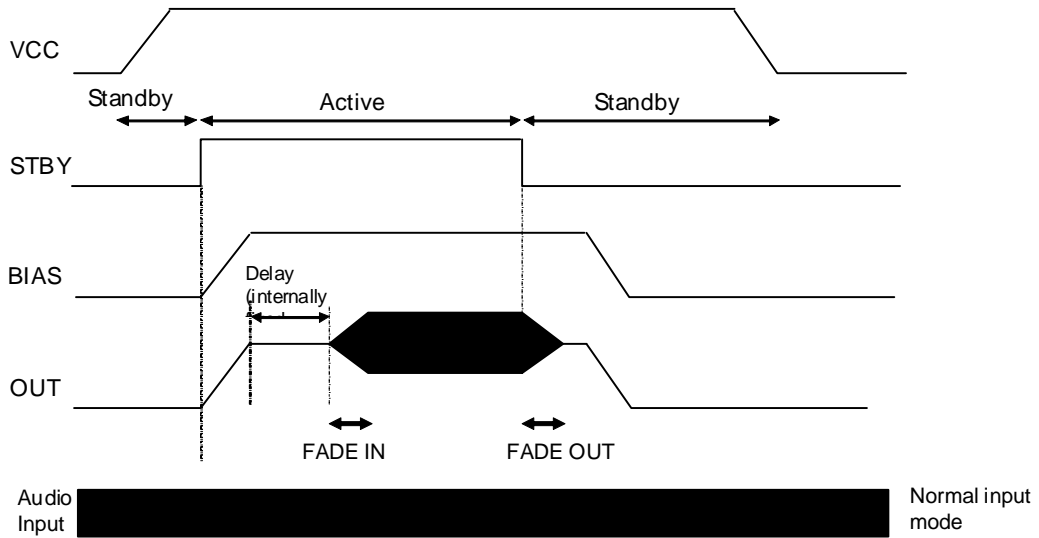 VCC
Standby
Active
Standby
STBY
BIAS
Delay
(internally
OUT
FADE IN
FADE OUT
Audio
Input
Normal input
mode